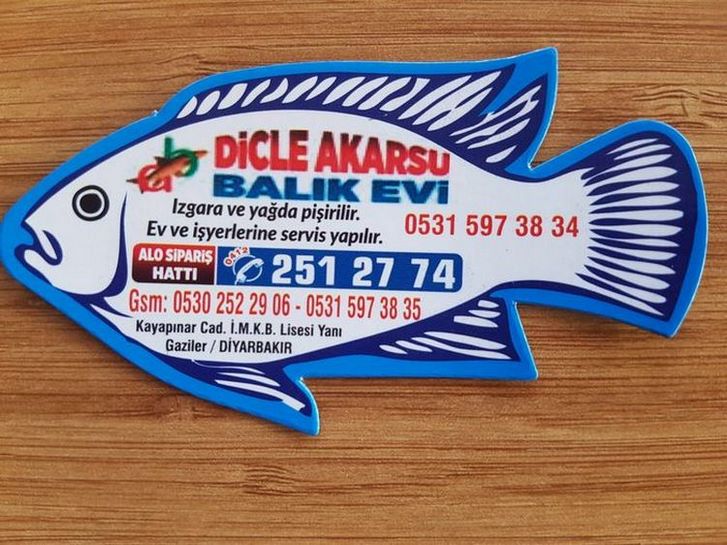 ab
DİCLE AKARSU
BALIK EVİ
Izgara ve yağda pişirilir.
Ev ve işyerlerine servis yapılır.
0531 597 38 34
ALO SİPARİŞ
HATTI
0412
251 27 74
Gsm: 0530 252 29 06 - 0531 597 38 35
Kayapınar Cad. İ.M.K.B. Lisesi Yanı
Gaziler / DİYARBAKIR